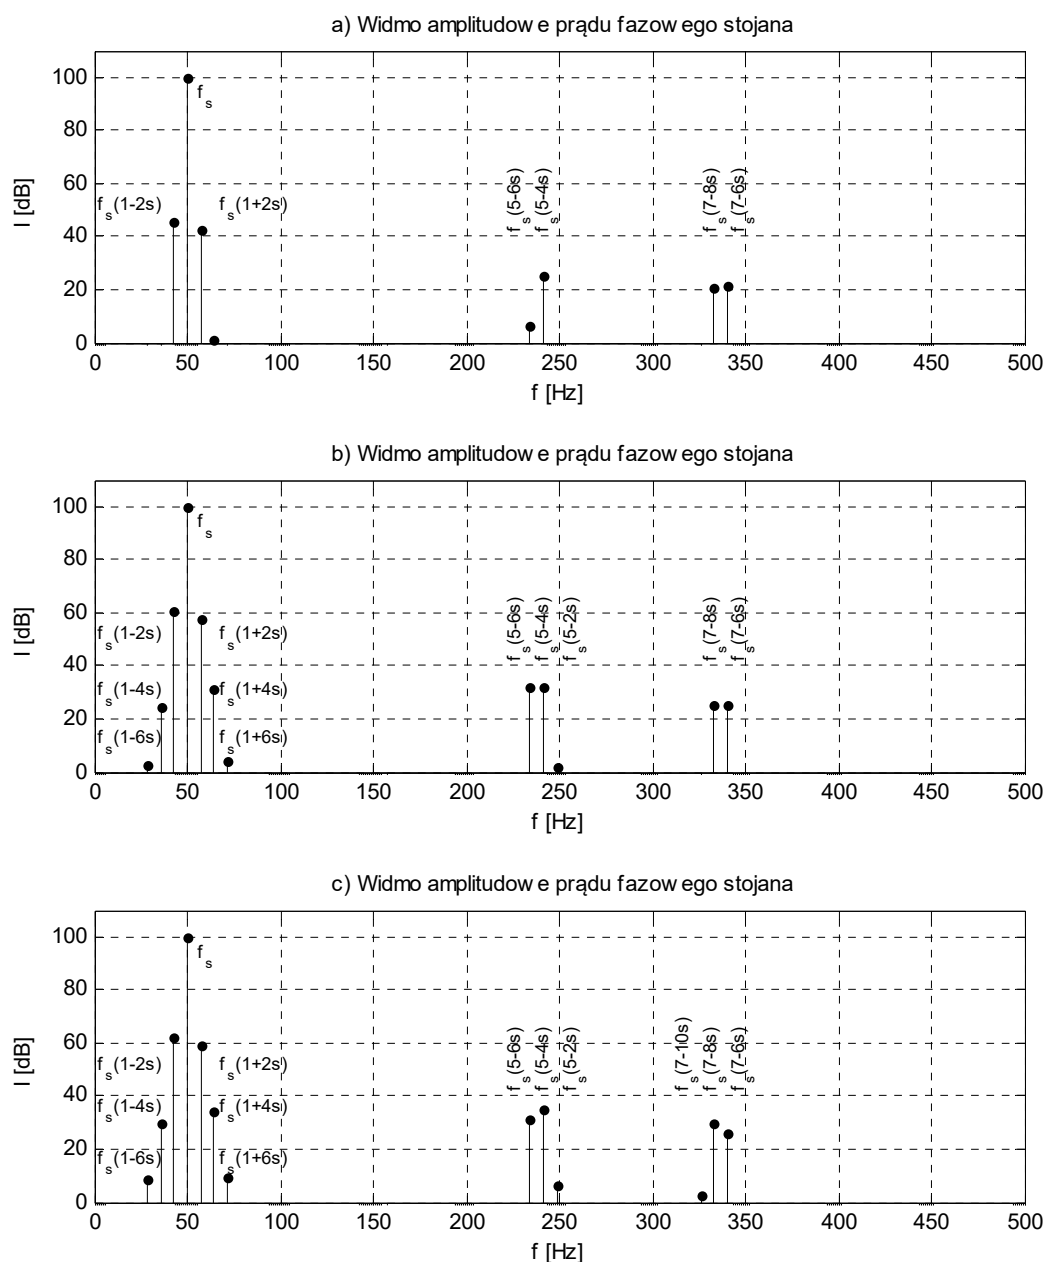 a) Widmo amplitudowe prądu fazowego stojana
I [dB]
100
80
60
40
20
0
f_s
f_s(1-2s)
f_s(1+2s)
f_s(5-6s)
f_s(5-4s)
f_s(7-8s)
f_s(7-6s)
0 50 100 150 200 250 300 350 400 450 500
f [Hz]
b) Widmo amplitudowe prądu fazowego stojana
I [dB]
100
80
60
40
20
0
f_s
f_s(1-2s)
f_s(1+2s)
f_s(1-4s)
f_s(1+4s)
f_s(1-6s)
f_s(1+6s)
f_s(5-6s)
f_s(5-4s)
f_s(5-2s)
f_s(7-8s)
f_s(7-6s)
0 50 100 150 200 250 300 350 400 450 500
f [Hz]
c) Widmo amplitudowe prądu fazowego stojana
I [dB]
100
80
60
40
20
0
f_s
f_s(1-2s)
f_s(1+2s)
f_s(1-4s)
f_s(1+4s)
f_s(1-6s)
f_s(1+6s)
f_s(5-6s)
f_s(5-4s)
f_s(5-2s)
f_s(7-10s)
f_s(7-8s)
f_s(7-6s)
0 50 100 150 200 250 300 350 400 450 500
f [Hz]